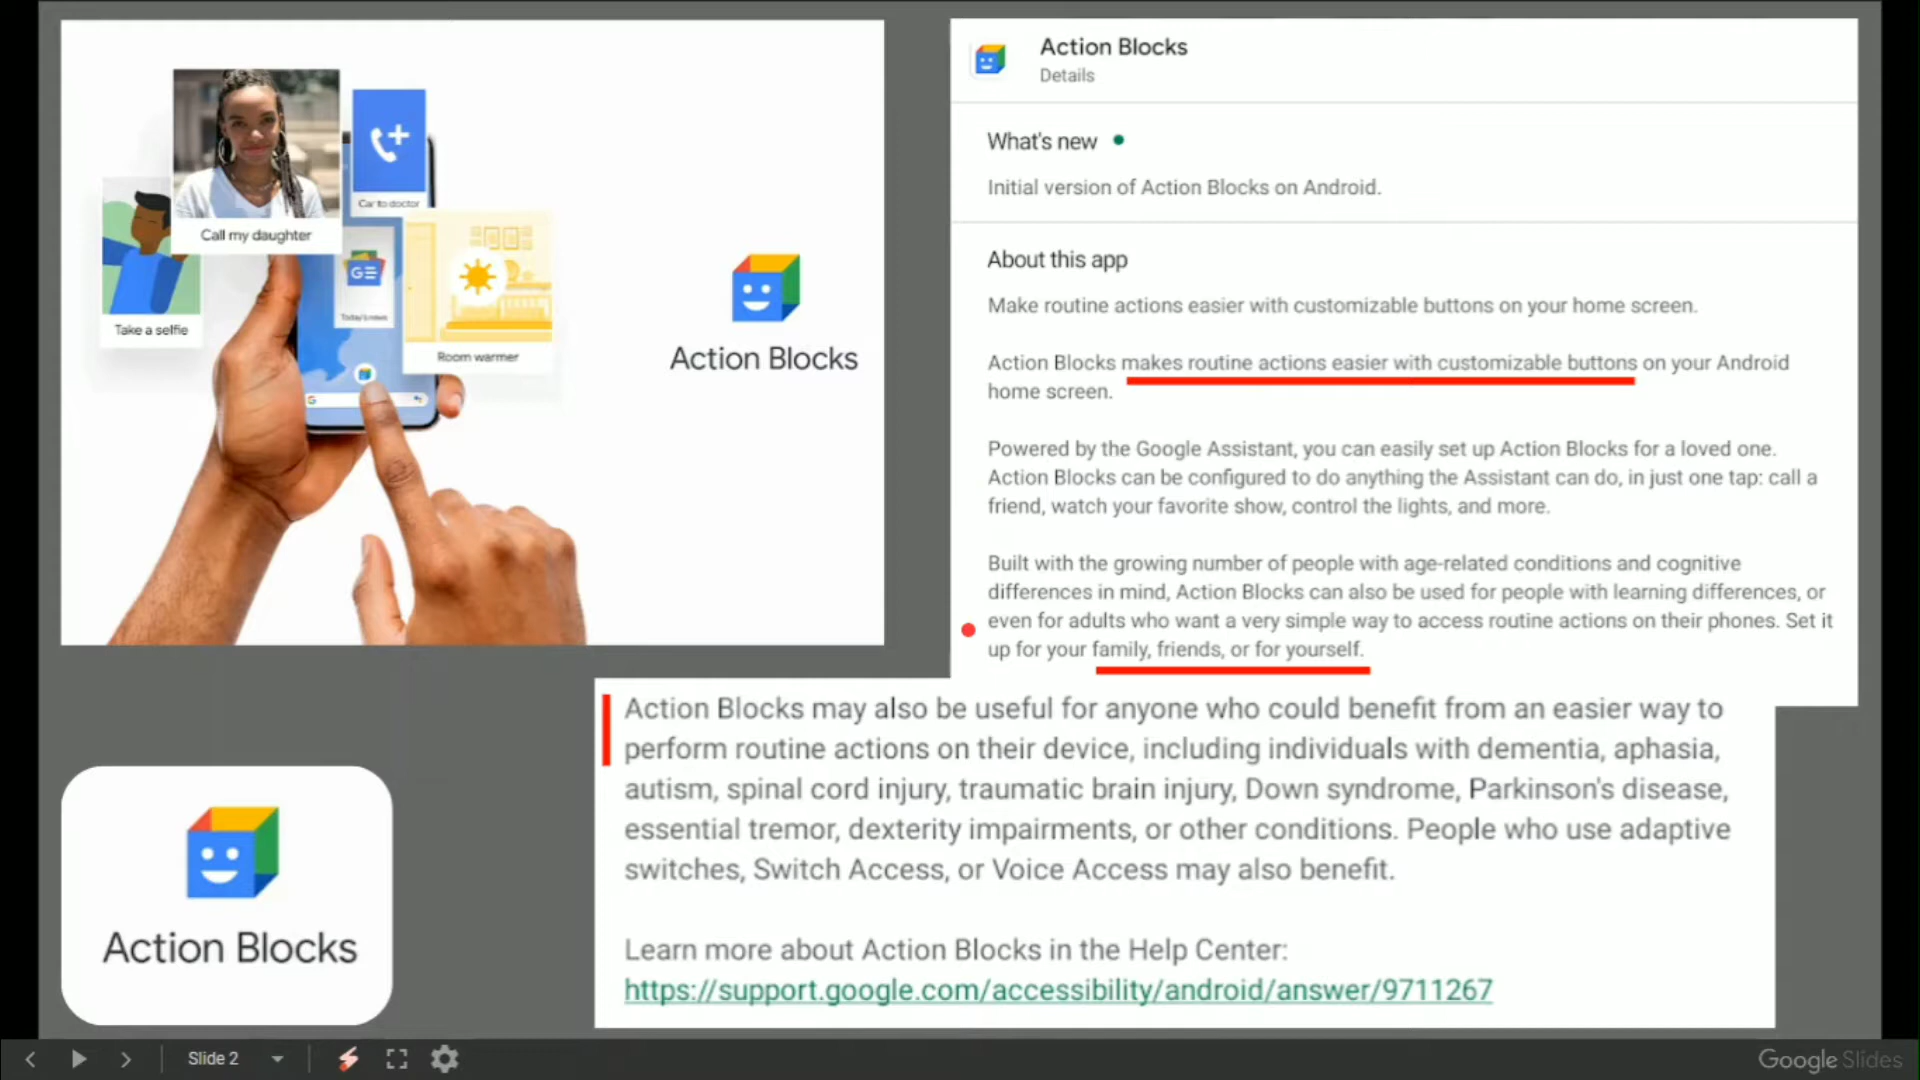 Call my daughter
Car to doctor
Take a selfie
GE
Today's news
Room warmer
G
Action Blocks
Action Blocks
Details
What's new
Initial version of Action Blocks on Android.
About this app
Make routine actions easier with customizable buttons on your home screen.
Action Blocks makes routine actions easier with customizable buttons on your Android
home screen.
Powered by the Google Assistant, you can easily set up Action Blocks for a loved one.
Action Blocks can be configured to do anything the Assistant can do, in just one tap: call a
friend, watch your favorite show, control the lights, and more.
Built with the growing number of people with age-related conditions and cognitive
differences in mind, Action Blocks can also be used for people with learning differences, or
even for adults who want a very simple way to access routine actions on their phones. Set it
up for your family, friends, or for yourself.
Action Blocks may also be useful for anyone who could benefit from an easier way to
perform routine actions on their device, including individuals with dementia, aphasia,
autism, spinal cord injury, traumatic brain injury, Down syndrome, Parkinson's disease,
essential tremor, dexterity impairments, or other conditions. People who use adaptive
switches, Switch Access, or Voice Access may also benefit.
Learn more about Action Blocks in the Help Center:
https://support.google.com/accessibility/android/answer/9711267
Action Blocks
Slide 2
Google Slides